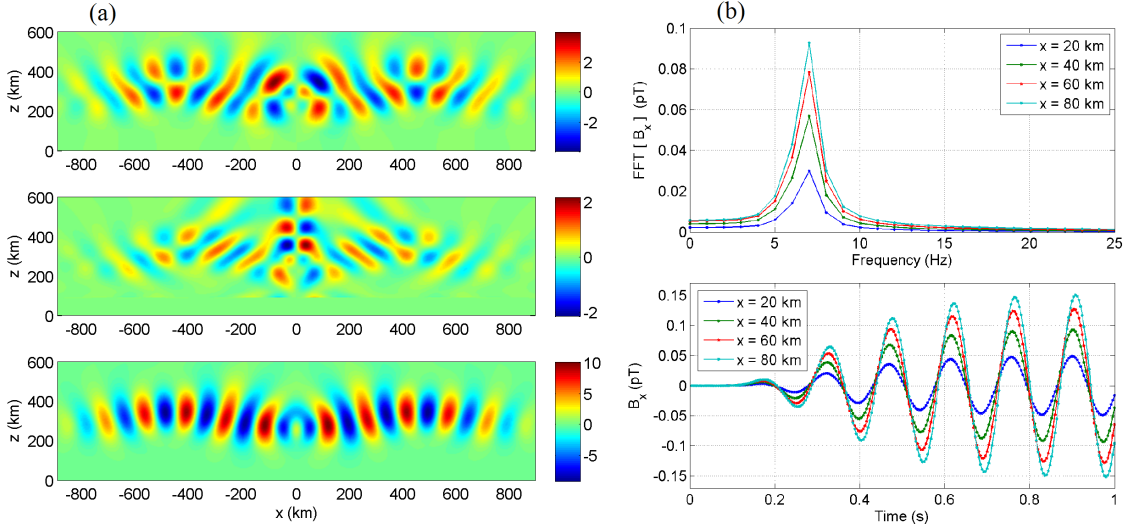 (a)
600
400
200
0
z (km)
-800 -600 -400 -200 0 200 400 600 800
2
0
-2
600
400
200
0
z (km)
-800 -600 -400 -200 0 200 400 600 800
2
1
0
-1
-2
600
400
200
0
z (km)
-800 -600 -400 -200 0 200 400 600 800
x (km)
10
5
0
-5
(b)
0.1
0.08
0.06
0.04
0.02
0
FFT [ Bx ] (pT)
x = 20 km
x = 40 km
x = 60 km
x = 80 km
0 5 10 15 20 25
Frequency (Hz)
0.15
0.1
0.05
0
-0.05
-0.1
-0.15
Bx (pT)
x = 20 km
x = 40 km
x = 60 km
x = 80 km
0 0.2 0.4 0.6 0.8 1
Time (s)